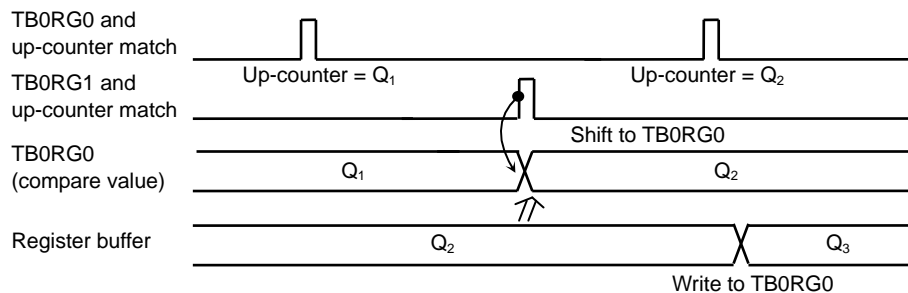 TB0RG0 and
up-counter match
Up-counter = Q₁
Up-counter = Q₂
TB0RG1 and
up-counter match
Shift to TB0RG0
TB0RG0
(compare value)
Q₁
Q₂
Register buffer
Q₂
Q₃
Write to TB0RG0